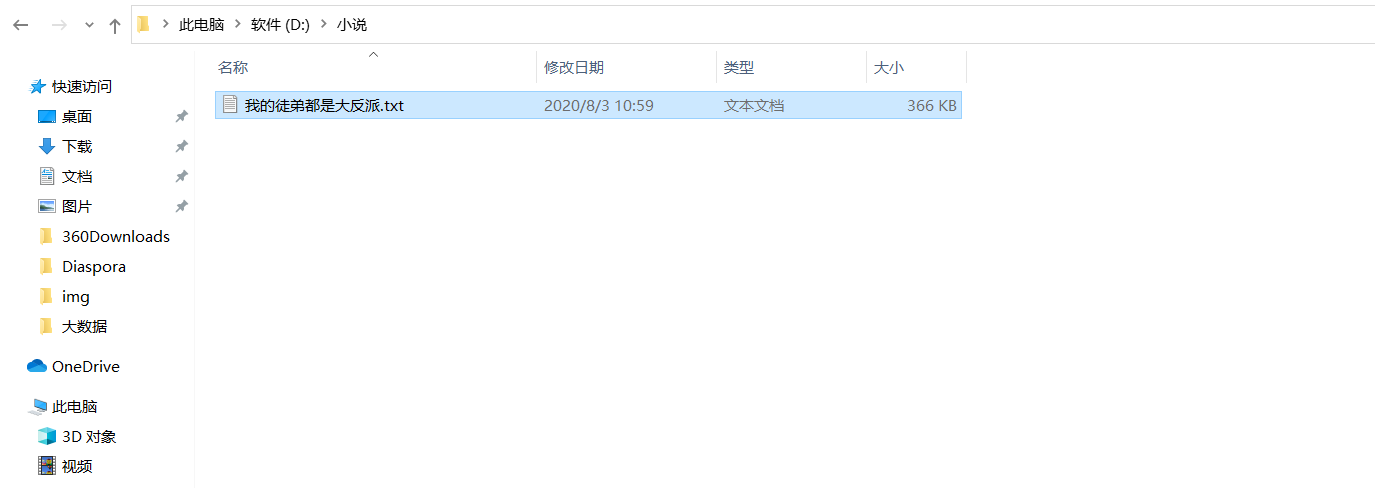 此电脑 > 软件 (D:) > 小说
名称 修改日期 类型 大小
我的徒弟都是大反派.txt 2020/8/3 10:59 文本文档 366 KB
快速访问
桌面
下载
文档
图片
360Downloads
Diaspora
img
大数据
OneDrive
此电脑
3D 对象
视频